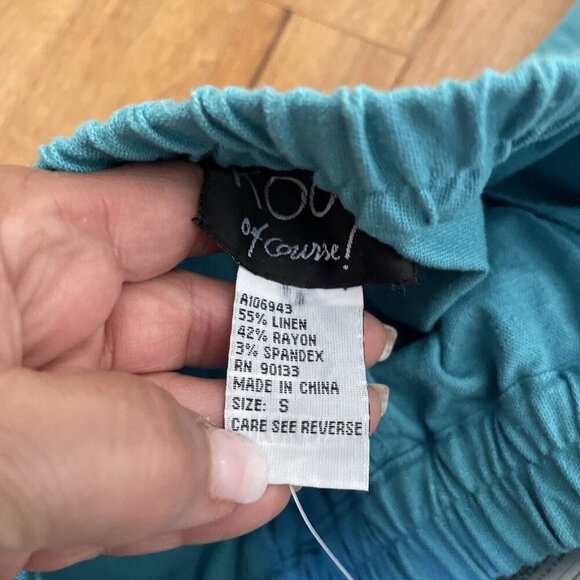 of course!
A106943
55% LINEN
42% RAYON
3% SPANDEX
RN 90133
MADE IN CHINA
SIZE: S
CARE SEE REVERSE